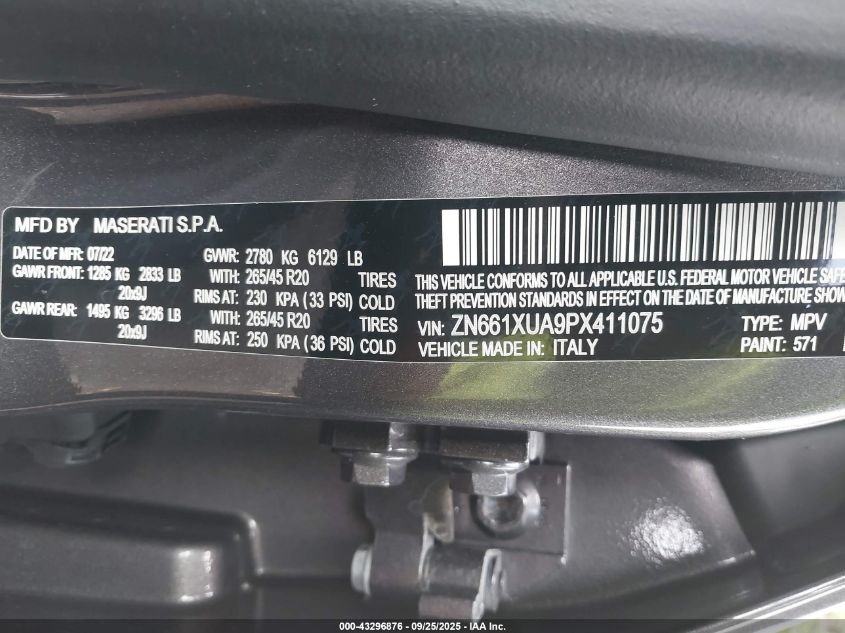 MFD BY MASERATI S.P.A.
DATE OF MFR: 07/22 GVWR: 2780 KG 6129 LB
GAWR FRONT: 1285 KG 2833 LB WITH: 265/45 R20 TIRES
20x9J RIMS AT: 230 KPA (33 PSI) COLD
GAWR REAR: 1495 KG 3296 LB WITH: 265/45 R20 TIRES
20x9J RIMS AT: 250 KPA (36 PSI) COLD
THIS VEHICLE CONFORMS TO ALL APPLICABLE U.S. FEDERAL MOTOR VEHICLE SAFE
THEFT PREVENTION STANDARDS IN EFFECT ON THE DATE OF MANUFACTURE SHOW
VIN: ZN661XUA9PX411075 TYPE: MPV
VEHICLE MADE IN: ITALY PAINT: 571
000-43296876 - 09/25/2025 - IAA Inc.